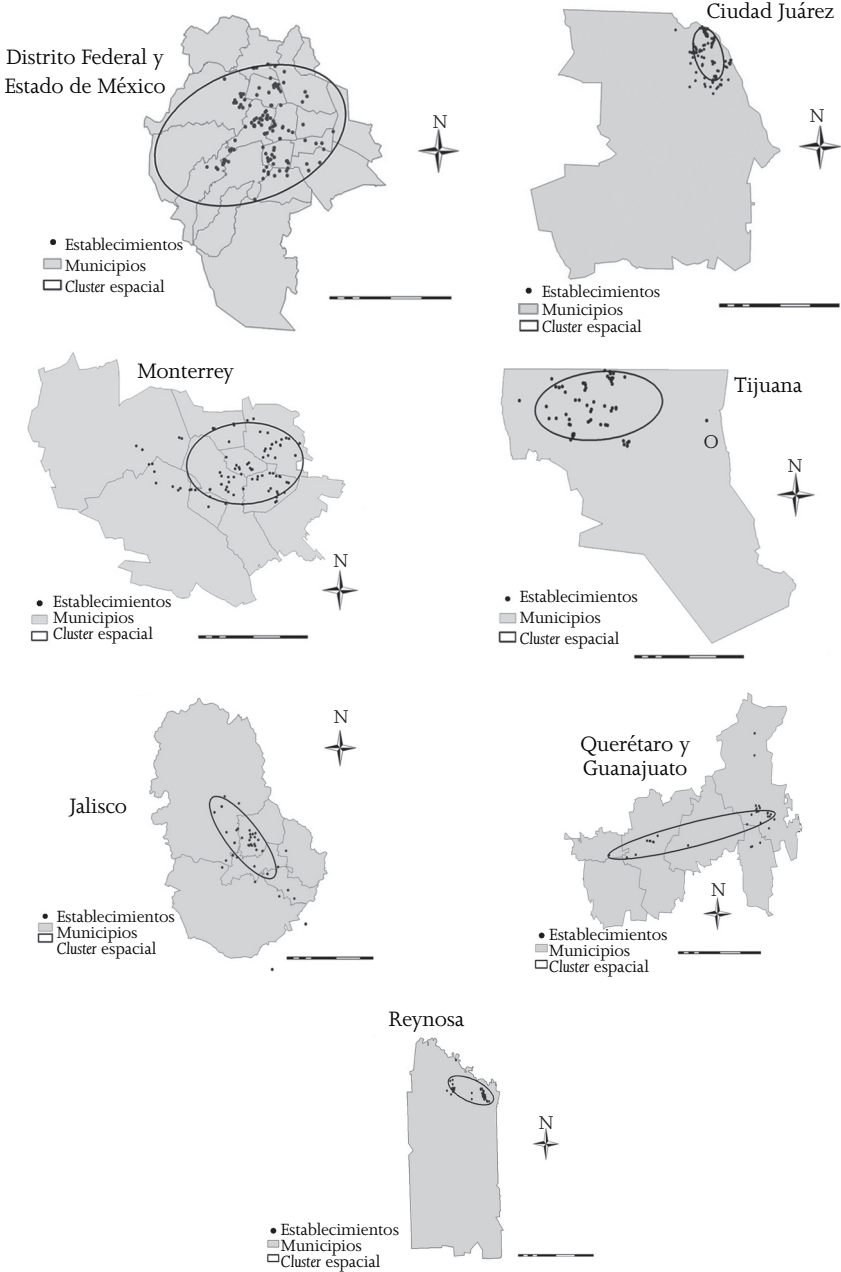 Distrito Federal y
Estado de México
N
• Establecimientos
Municipios
Cluster espacial
Ciudad Juárez
N
• Establecimientos
Municipios
Cluster espacial
Monterrey
N
• Establecimientos
Municipios
Cluster espacial
Tijuana
O
N
• Establecimientos
Municipios
Cluster espacial
Jalisco
N
• Establecimientos
Municipios
Cluster espacial
Querétaro y
Guanajuato
N
• Establecimientos
Municipios
Cluster espacial
Reynosa
N
• Establecimientos
Municipios
Cluster espacial